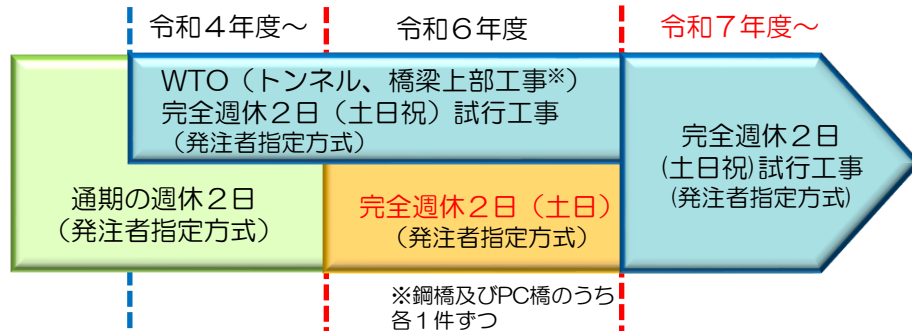 令和４年度～
令和６年度
令和７年度～
WTO（トンネル、橋梁上部工事※）
完全週休２日（土日祝）試行工事
（発注者指定方式）
通期の週休２日
（発注者指定方式）
完全週休２日（土日）
（発注者指定方式）
完全週休２日
(土日祝)試行工事
(発注者指定方式)
※鋼橋及びPC橋のうち
各１件ずつ